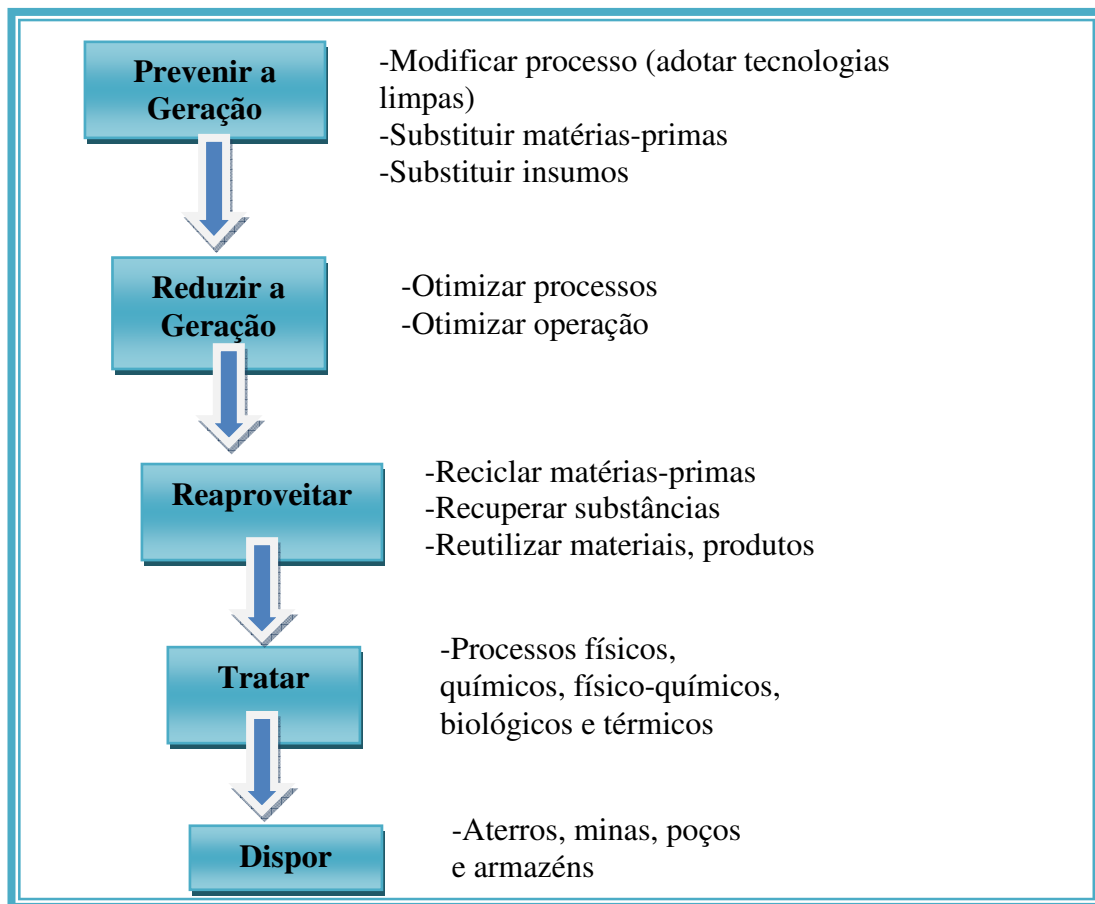 Prevenir a
Geração
-Modificar processo (adotar tecnologias
limpas)
-Substituir matérias-prima
-Substituir insumos
Reduzir a
Geração
-Otimizar processos
-Otimizar operação
Reaproveitar
-Reciclar matérias-prima
-Recuperar substâncias
-Reutilizar materiais, produtos
Tratar
-Processos físicos,
químicos, físico-químicos,
biológicos e térmicos
Dispor
-Aterros, minas, poços
e armazéns